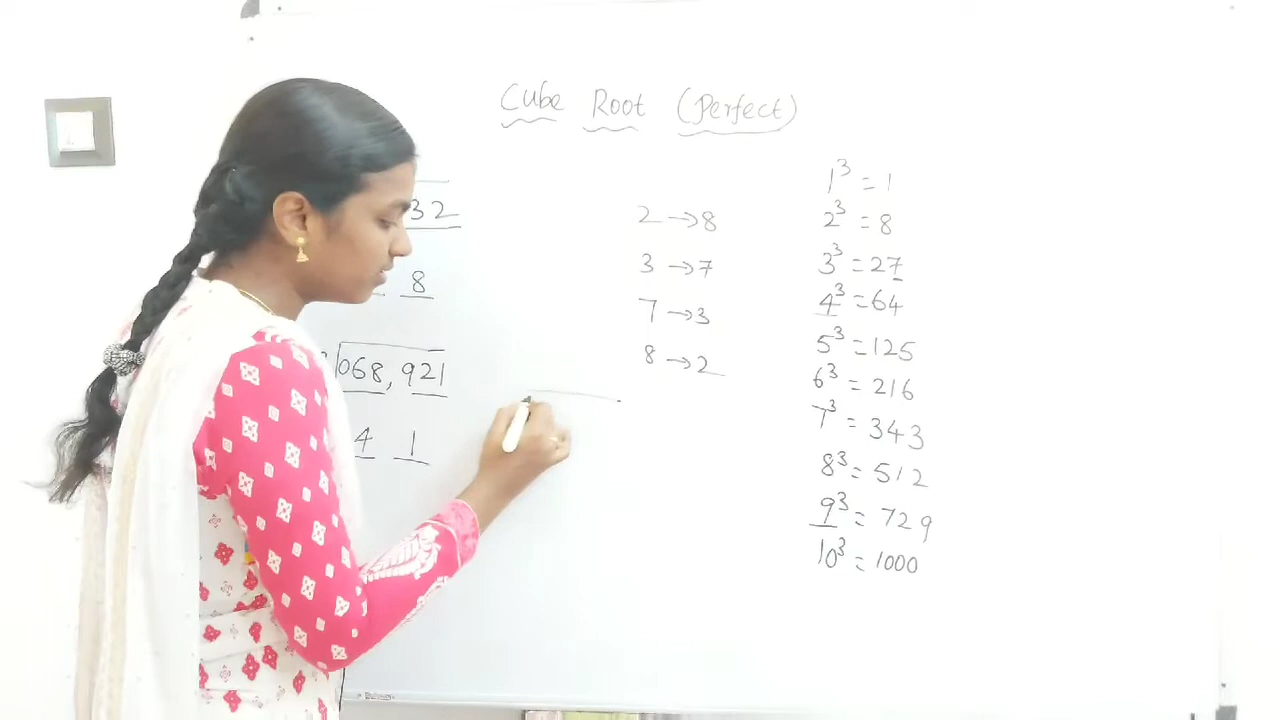 Cube Root (Perfect)
32
8
068,921
4 1
2 → 8
3 → 7
7 → 3
8 → 2
1³ = 1
2³ = 8
3³ = 27
4³ = 64
5³ = 125
6³ = 216
7³ = 343
8³ = 512
9³ = 729
10³ = 1000